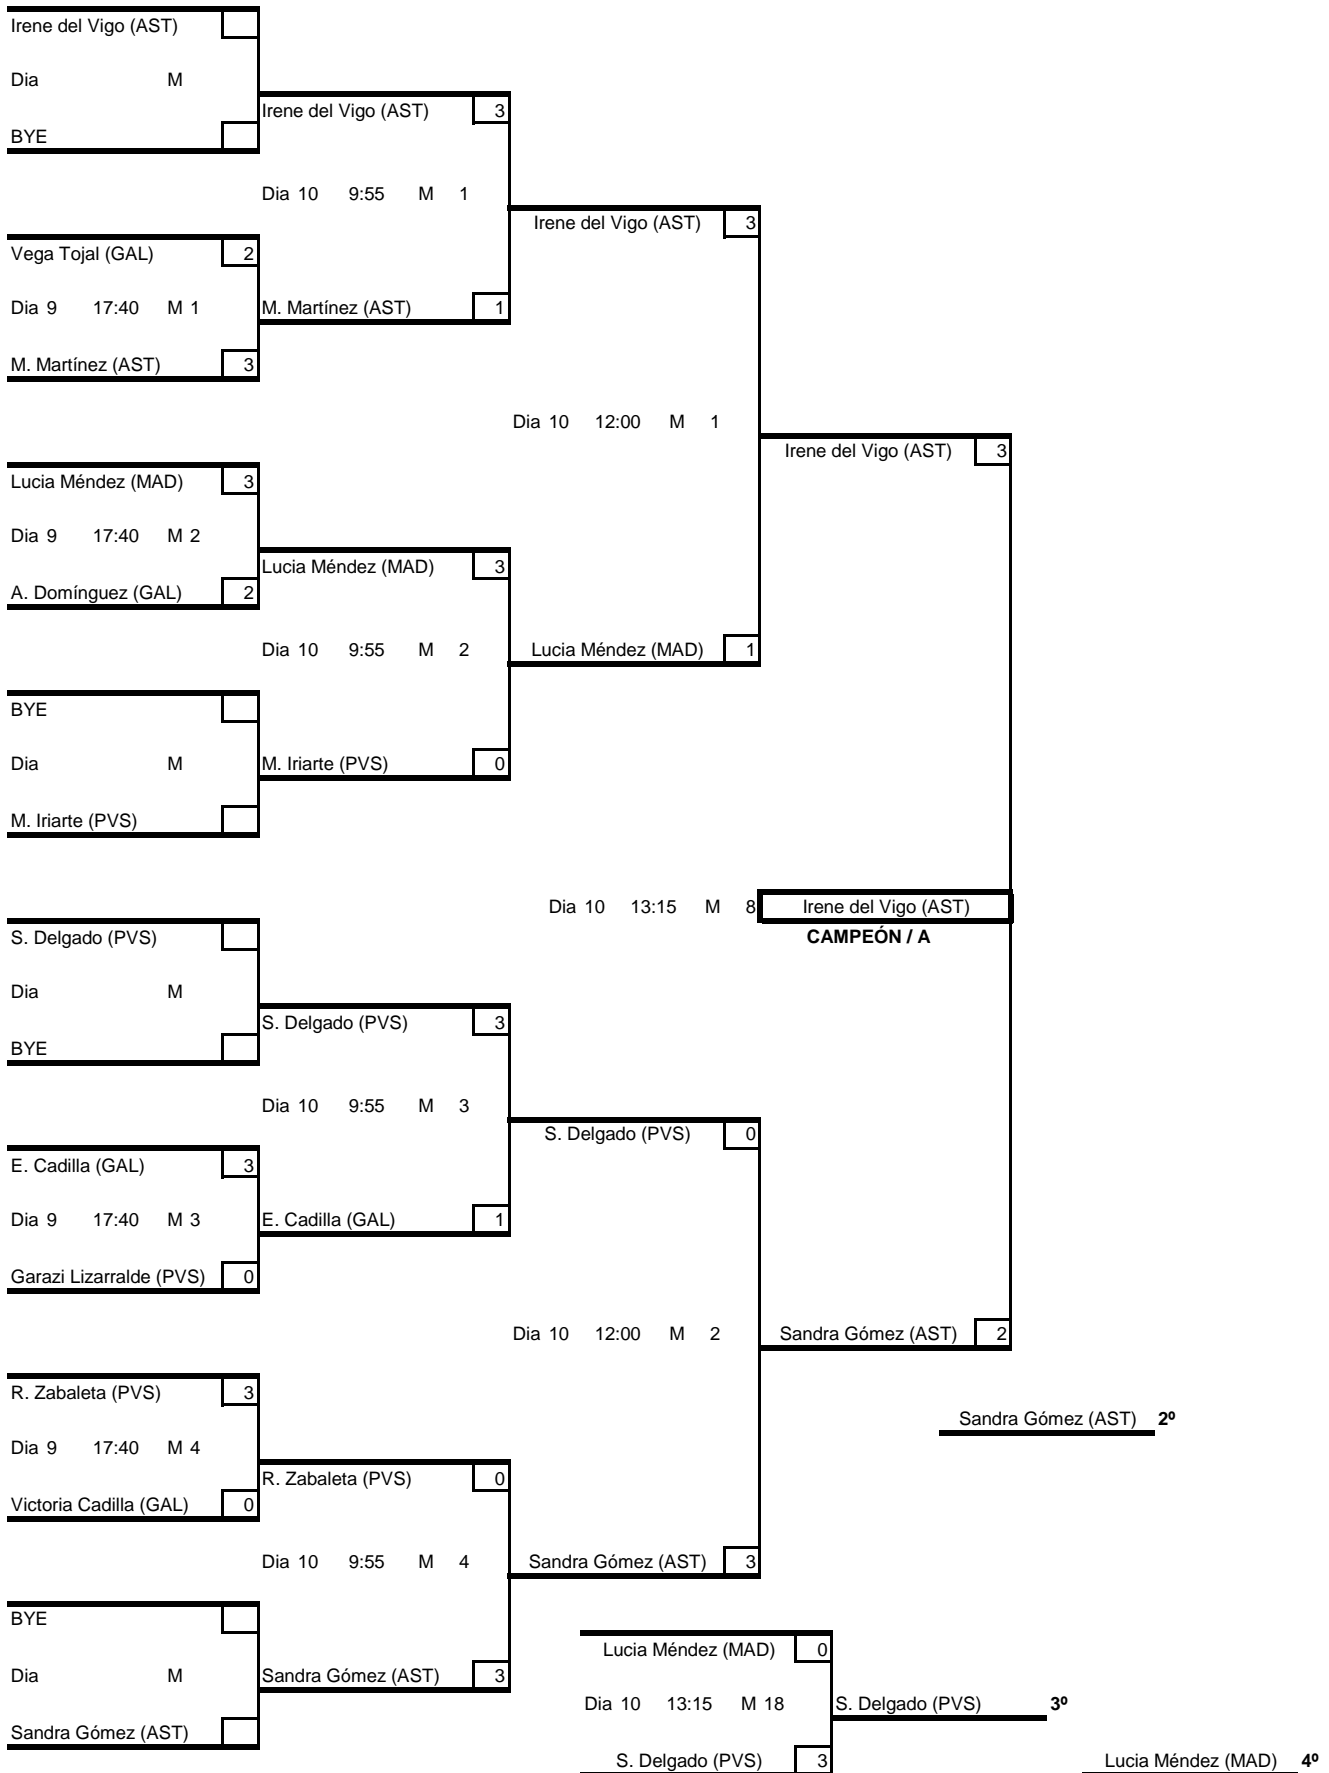 Irene del Vigo (AST)
Dia M
Irene del Vigo (AST) 3
BYE
Dia 10 9:55 M 1
Irene del Vigo (AST) 3
Vega Tojal (GAL) 2
Dia 9 17:40 M 1 M. Martínez (AST) 1
M. Martínez (AST) 3
Dia 10 12:00 M 1
Irene del Vigo (AST) 3
Lucia Méndez (MAD) 3
Dia 9 17:40 M 2
Lucia Méndez (MAD) 3
A. Domínguez (GAL) 2
Dia 10 9:55 M 2 Lucia Méndez (MAD) 1
BYE
Dia M M. Iriarte (PVS) 0
M. Iriarte (PVS)
Dia 10 13:15 M 8 Irene del Vigo (AST)
S. Delgado (PVS) CAMPEÓN / A
Dia M
S. Delgado (PVS) 3
BYE
Dia 10 9:55 M 3
S. Delgado (PVS) 0
E. Cadilla (GAL) 3
Dia 9 17:40 M 3 E. Cadilla (GAL) 1
Garazi Lizarralde (PVS) 0
Dia 10 12:00 M 2 Sandra Gómez (AST) 2
R. Zabaleta (PVS) 3
Sandra Gómez (AST) 2º
Dia 9 17:40 M 4
R. Zabaleta (PVS) 0
Victoria Cadilla (GAL) 0
Dia 10 9:55 M 4 Sandra Gómez (AST) 3
BYE
Lucia Méndez (MAD) 0
Dia M Sandra Gómez (AST) 3
Dia 10 13:15 M 18 S. Delgado (PVS) 3º
Sandra Gómez (AST)
S. Delgado (PVS) 3 Lucia Méndez (MAD) 4º